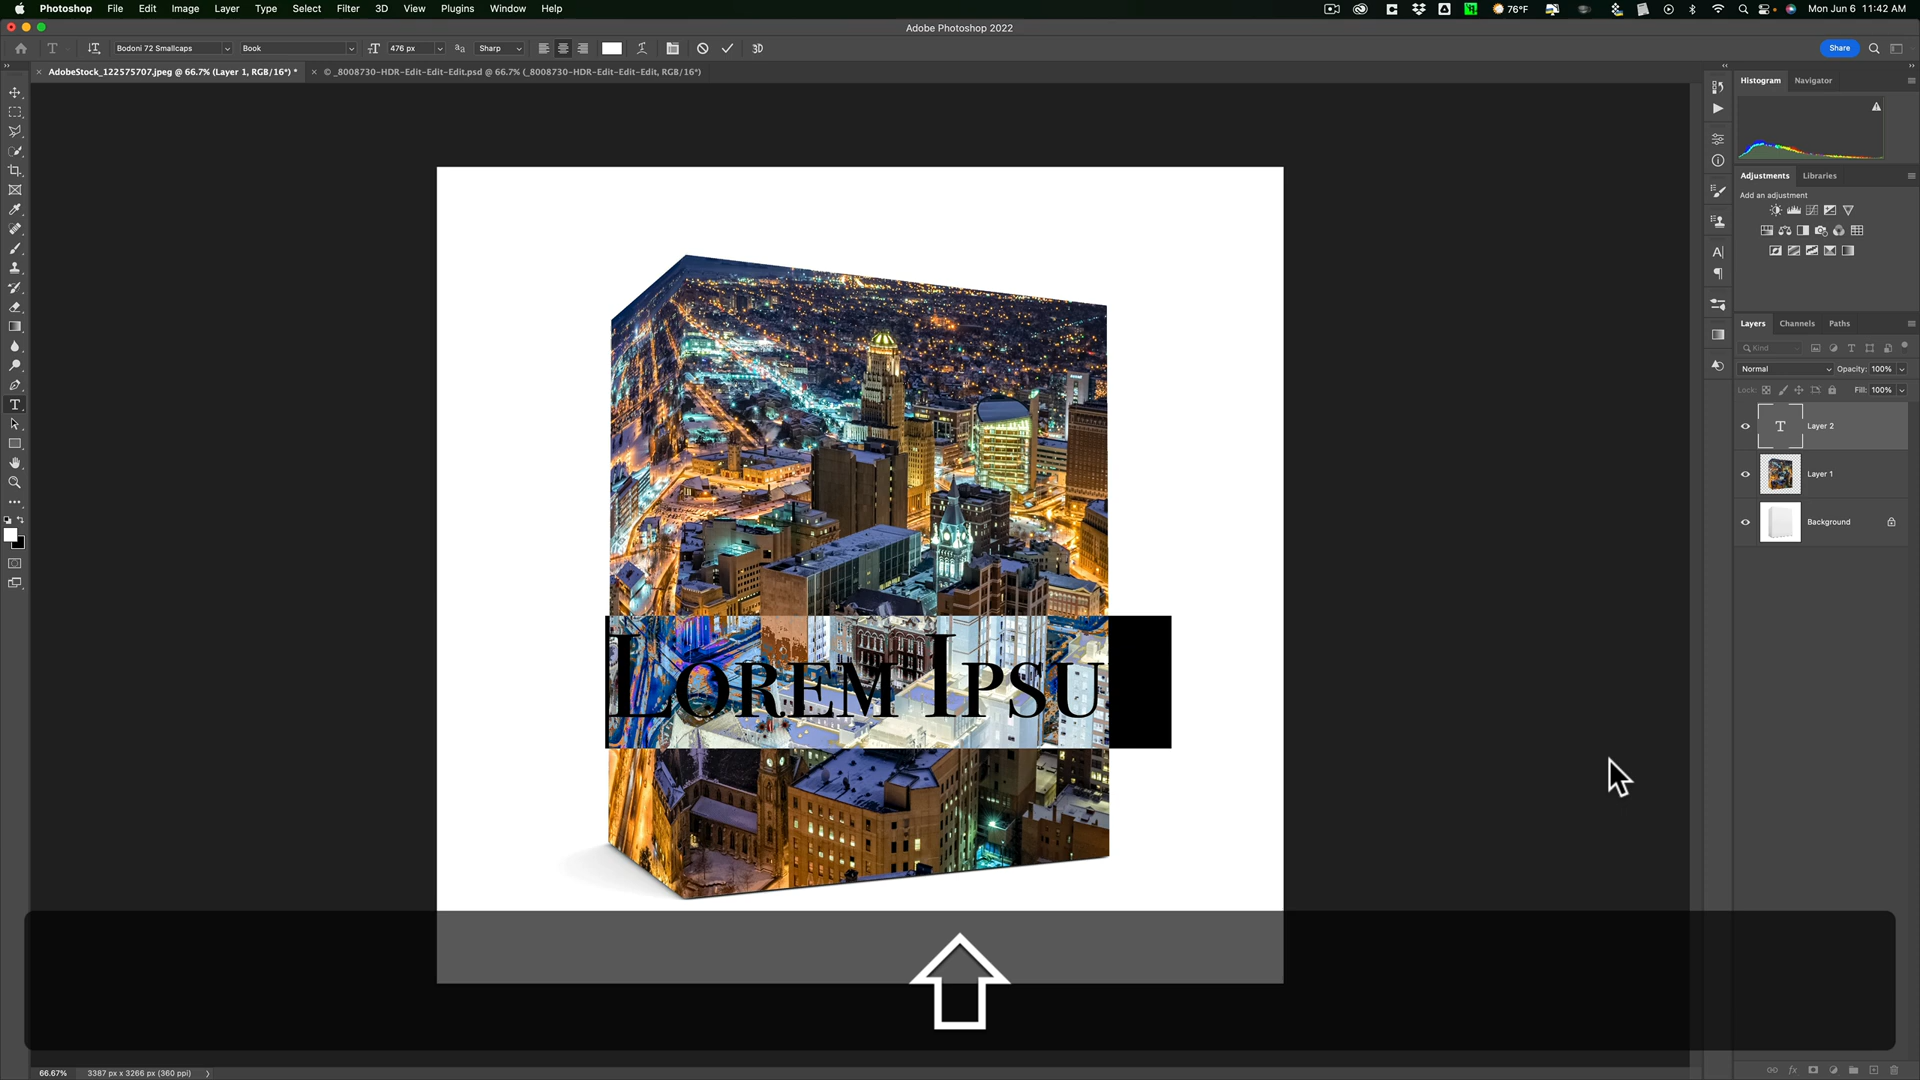 Photoshop File Edit Image Layer Type Select Filter 3D View Plugins Window Help
76°F
Mon Jun 6 11:42 AM
Adobe Photoshop 2022
Bodoni 72 Smallcaps
Book
476 px
Sharp
3D
Share
AdobeStock_122575707.jpeg @ 66.7% (Layer 1, RGB/16*) *
© _8008730-HDR-Edit-Edit-Edit.psd @ 66.7% (_8008730-HDR-Edit-Edit-Edit, RGB/16*)
Histogram Navigator
Adjustments Libraries
Add an adjustment
Layers Channels Paths
Kind
Normal Opacity: 100%
Lock: Fill: 100%
Layer 2
Layer 1
Background
Lorem Ipsu
66.67% 3387 px x 3266 px (360 ppi)